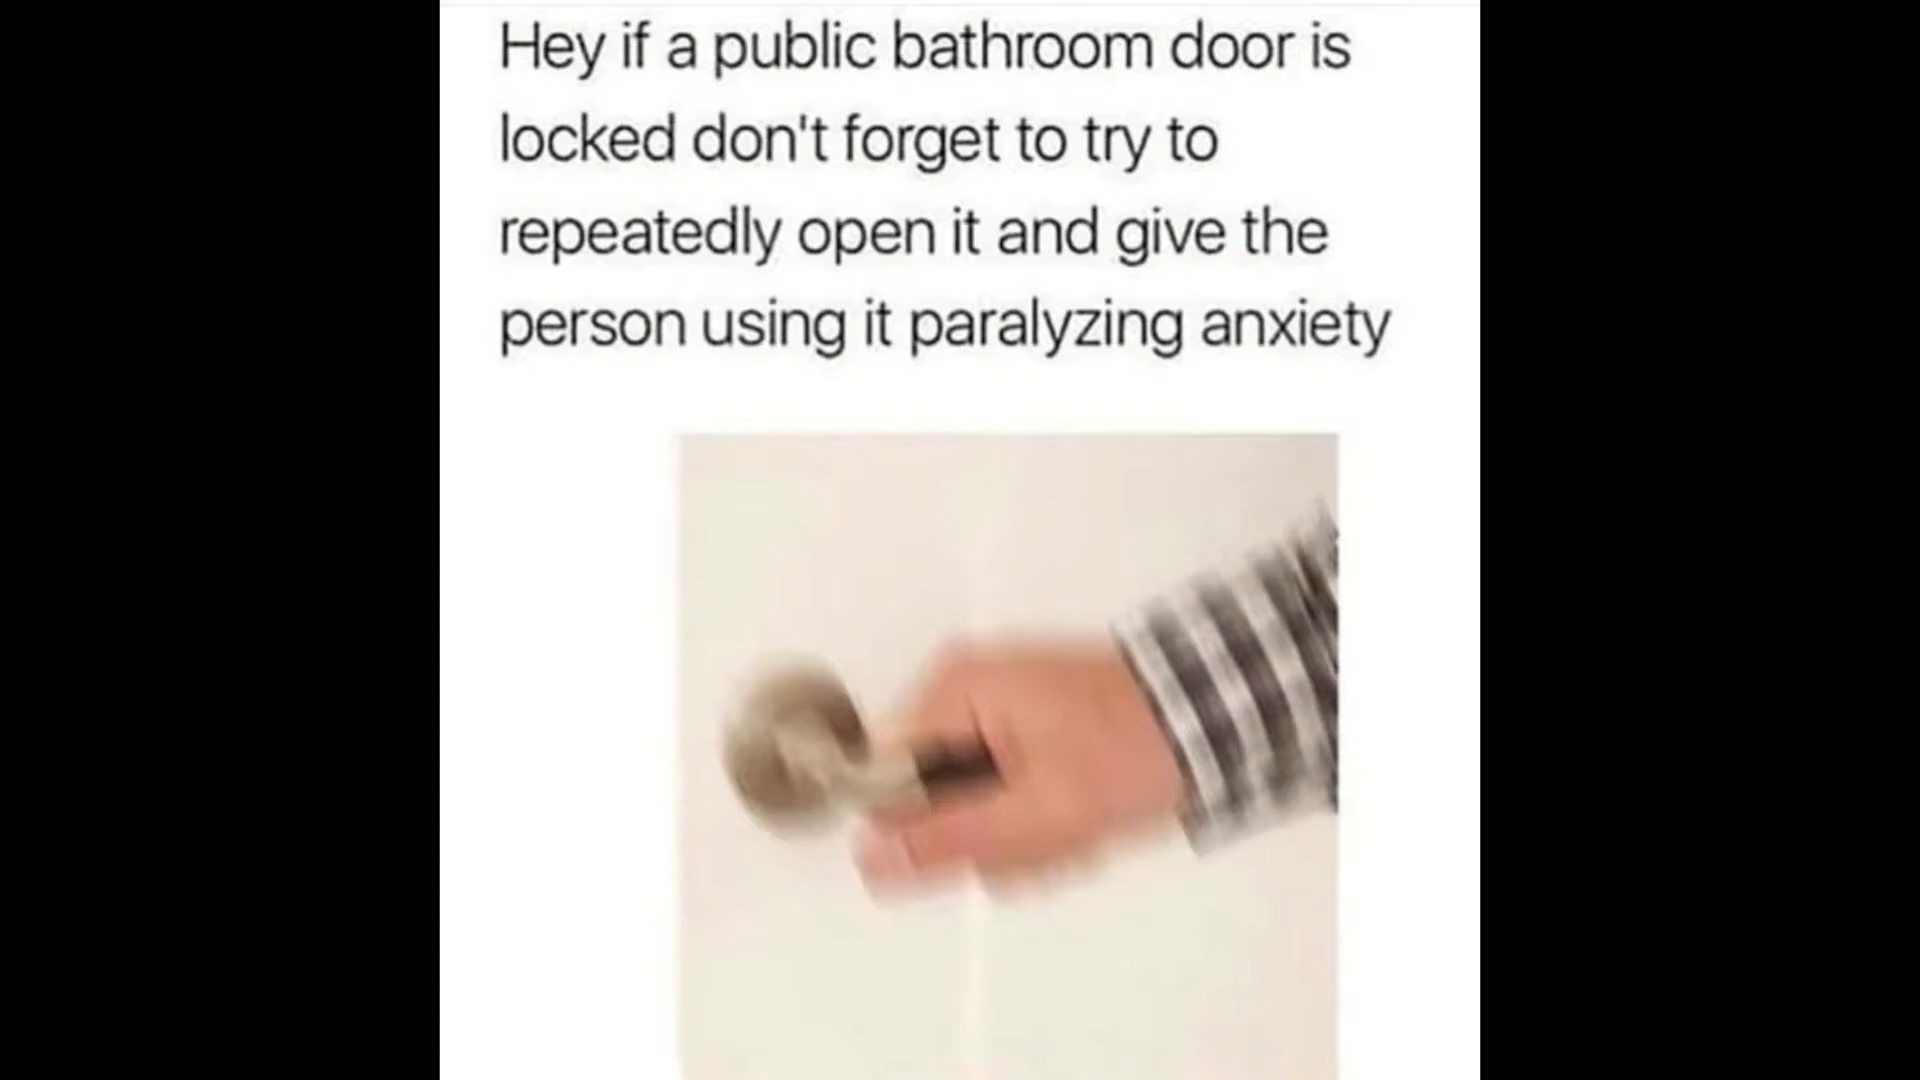 Hey if a public bathroom door is
locked don't forget to try to
repeatedly open it and give the
person using it paralyzing anxiety